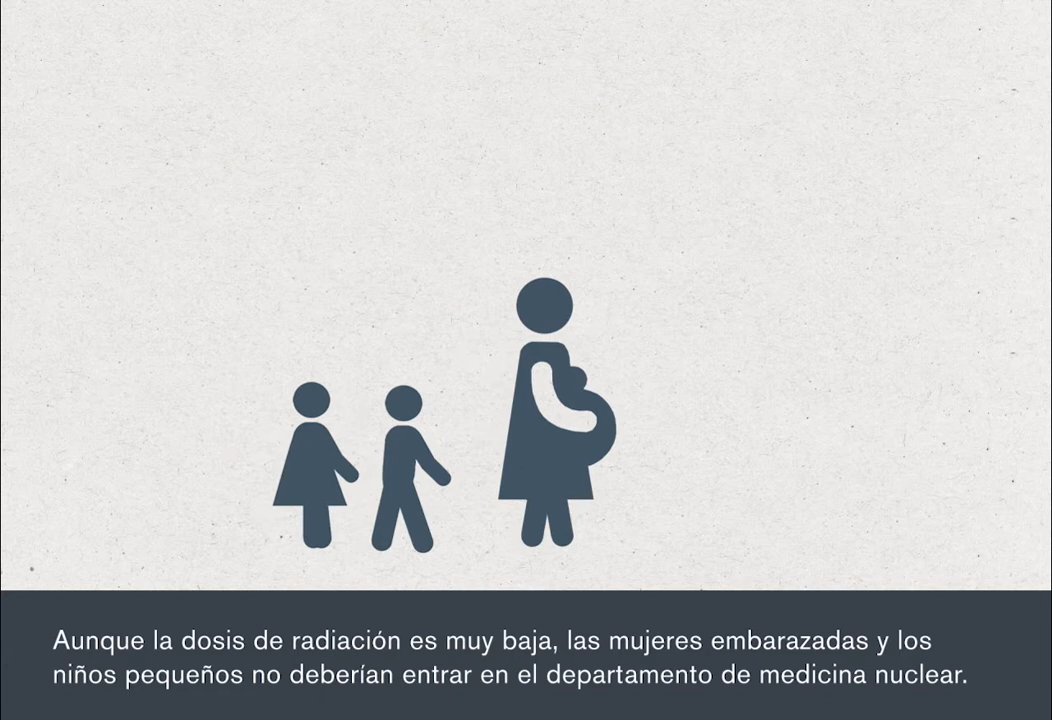 Aunque la dosis de radiación es muy baja, las mujeres embarazadas y los
niños pequeños no deberían entrar en el departamento de medicina nuclear.